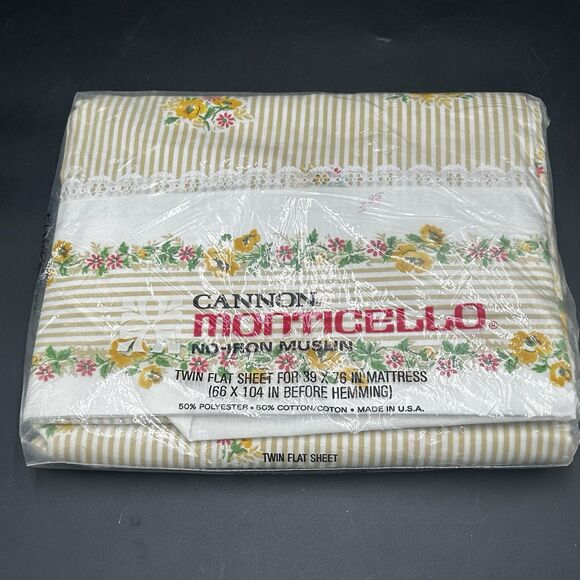 CANNON
MONTICELLO®
NO-IRON MUSLIN
TWIN FLAT SHEET FOR 39 X 76 IN MATTRESS
(66 X 104 IN BEFORE HEMMING)
50% POLYESTER • 50% COTTON/COTON • MADE IN U.S.A.
TWIN FLAT SHEET